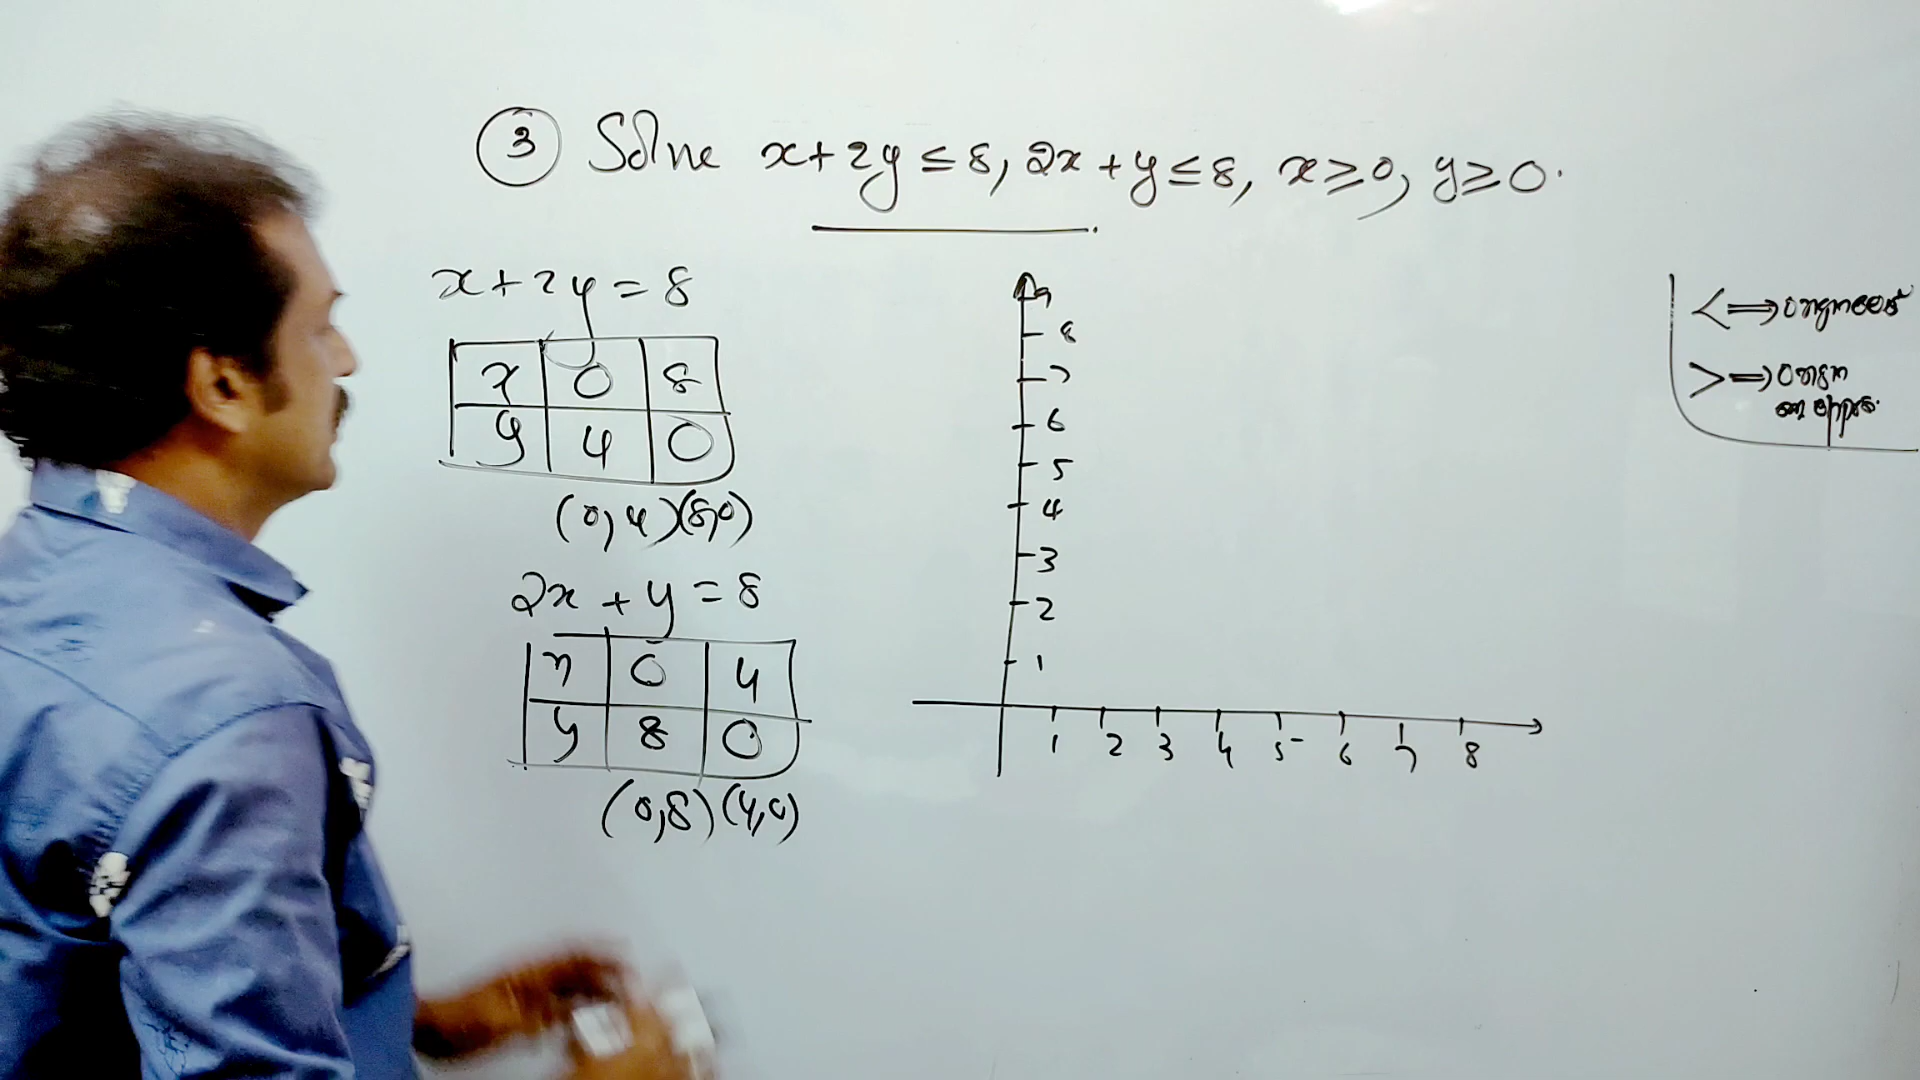 ③ Solve x+2y≤8, 2x+y≤8, x≥0, y≥0.
x+2y=8
x 0 8
y 4 0
(0,4)(8,0)
2x+y=8
x 0 4
y 8 0
(0,8)(4,0)
9
8
7
6
5
4
3
2
1
1 2 3 4 5 6 7 8
< ⟹
> ⟹